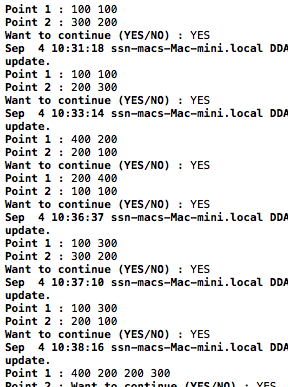 Point 1 : 100 100
Point 2 : 300 200
Want to continue (YES/NO) : YES
Sep  4 10:31:18 ssn-macs-Mac-mini.local DDA
update.
Point 1 : 100 100
Point 2 : 200 300
Want to continue (YES/NO) : YES
Sep  4 10:33:14 ssn-macs-Mac-mini.local DDA
update.
Point 1 : 400 200
Point 2 : 200 100
Want to continue (YES/NO) : YES
Point 1 : 200 400
Point 2 : 100 100
Want to continue (YES/NO) : YES
Sep  4 10:36:37 ssn-macs-Mac-mini.local DDA
update.
Point 1 : 100 300
Point 2 : 300 200
Want to continue (YES/NO) : YES
Sep  4 10:37:10 ssn-macs-Mac-mini.local DDA
update.
Point 1 : 100 300
Point 2 : 200 100
Want to continue (YES/NO) : YES
Sep  4 10:38:16 ssn-macs-Mac-mini.local DDA
update.
Point 1 : 400 200 200 300
Point 2 : Want to continue (YES/NO) : YES